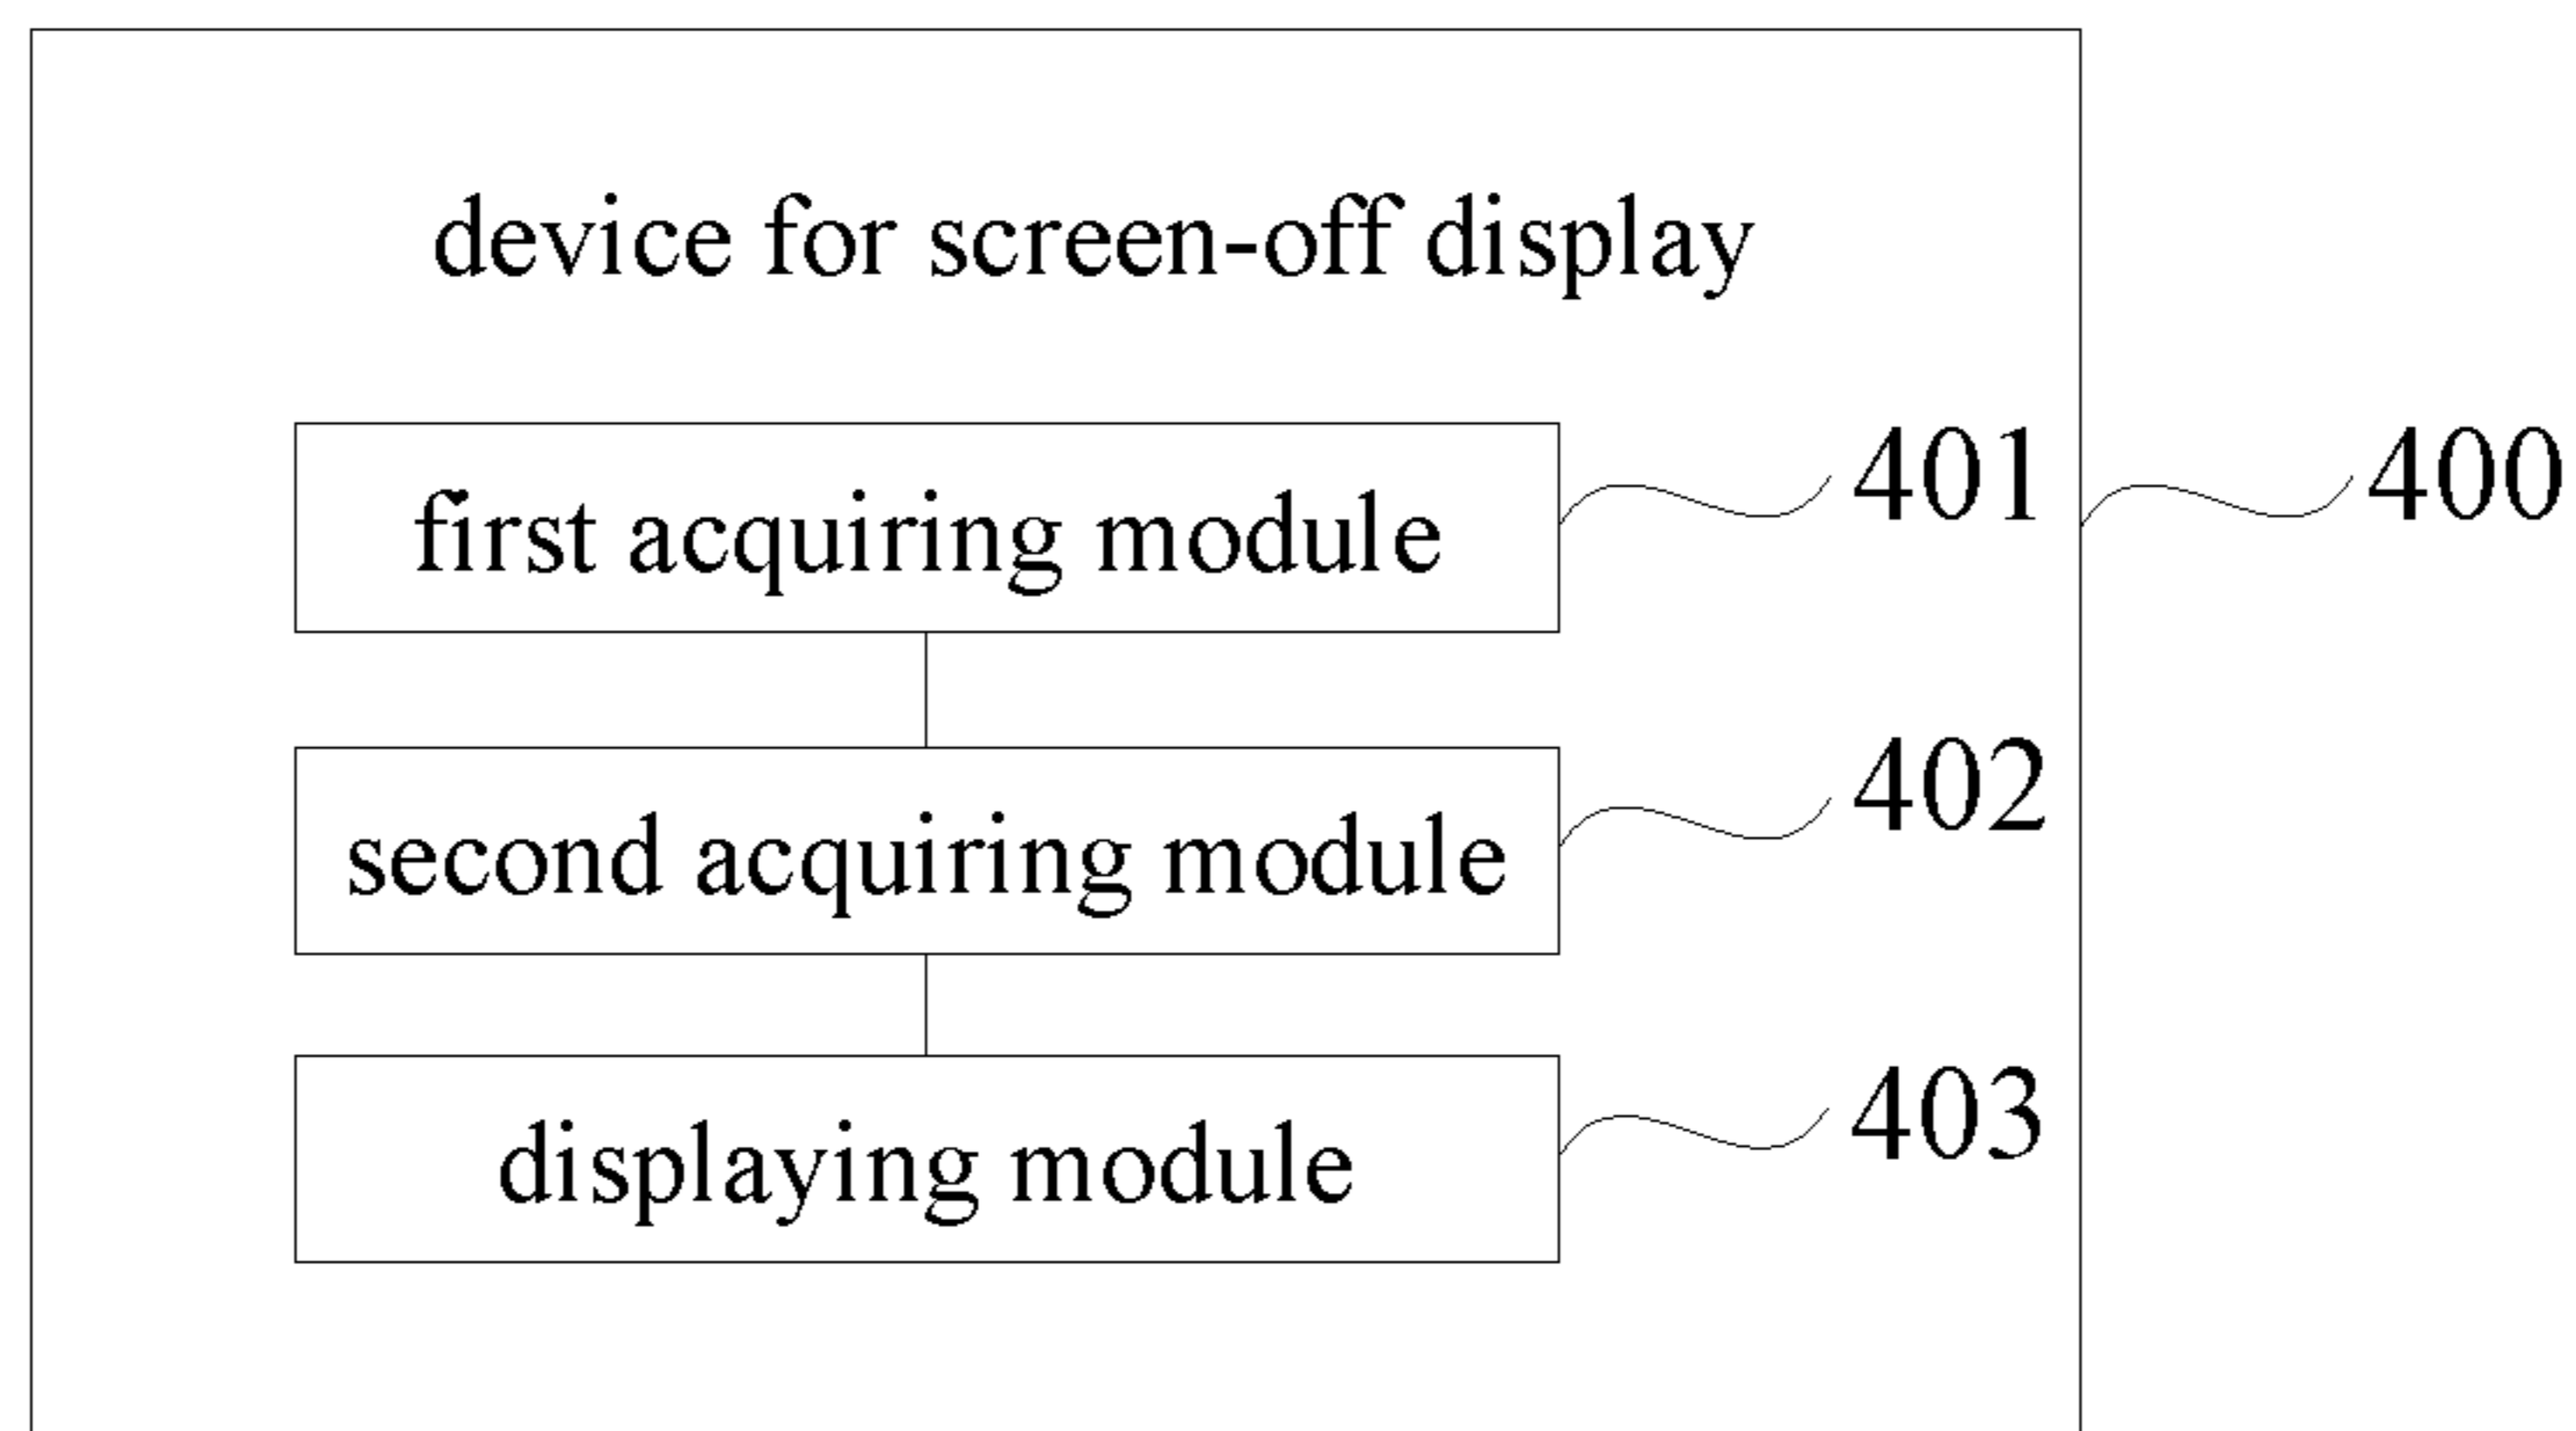 device for screen-off display
first acquiring module
401
400
second acquiring module
402
displaying module
403